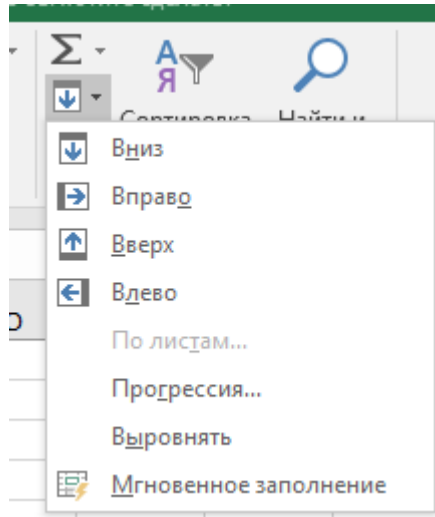 Σ
А
Я
Вниз
Вправо
Вверх
Влево
По листам...
Прогрессия...
Выровнять
Мгновенное заполнение